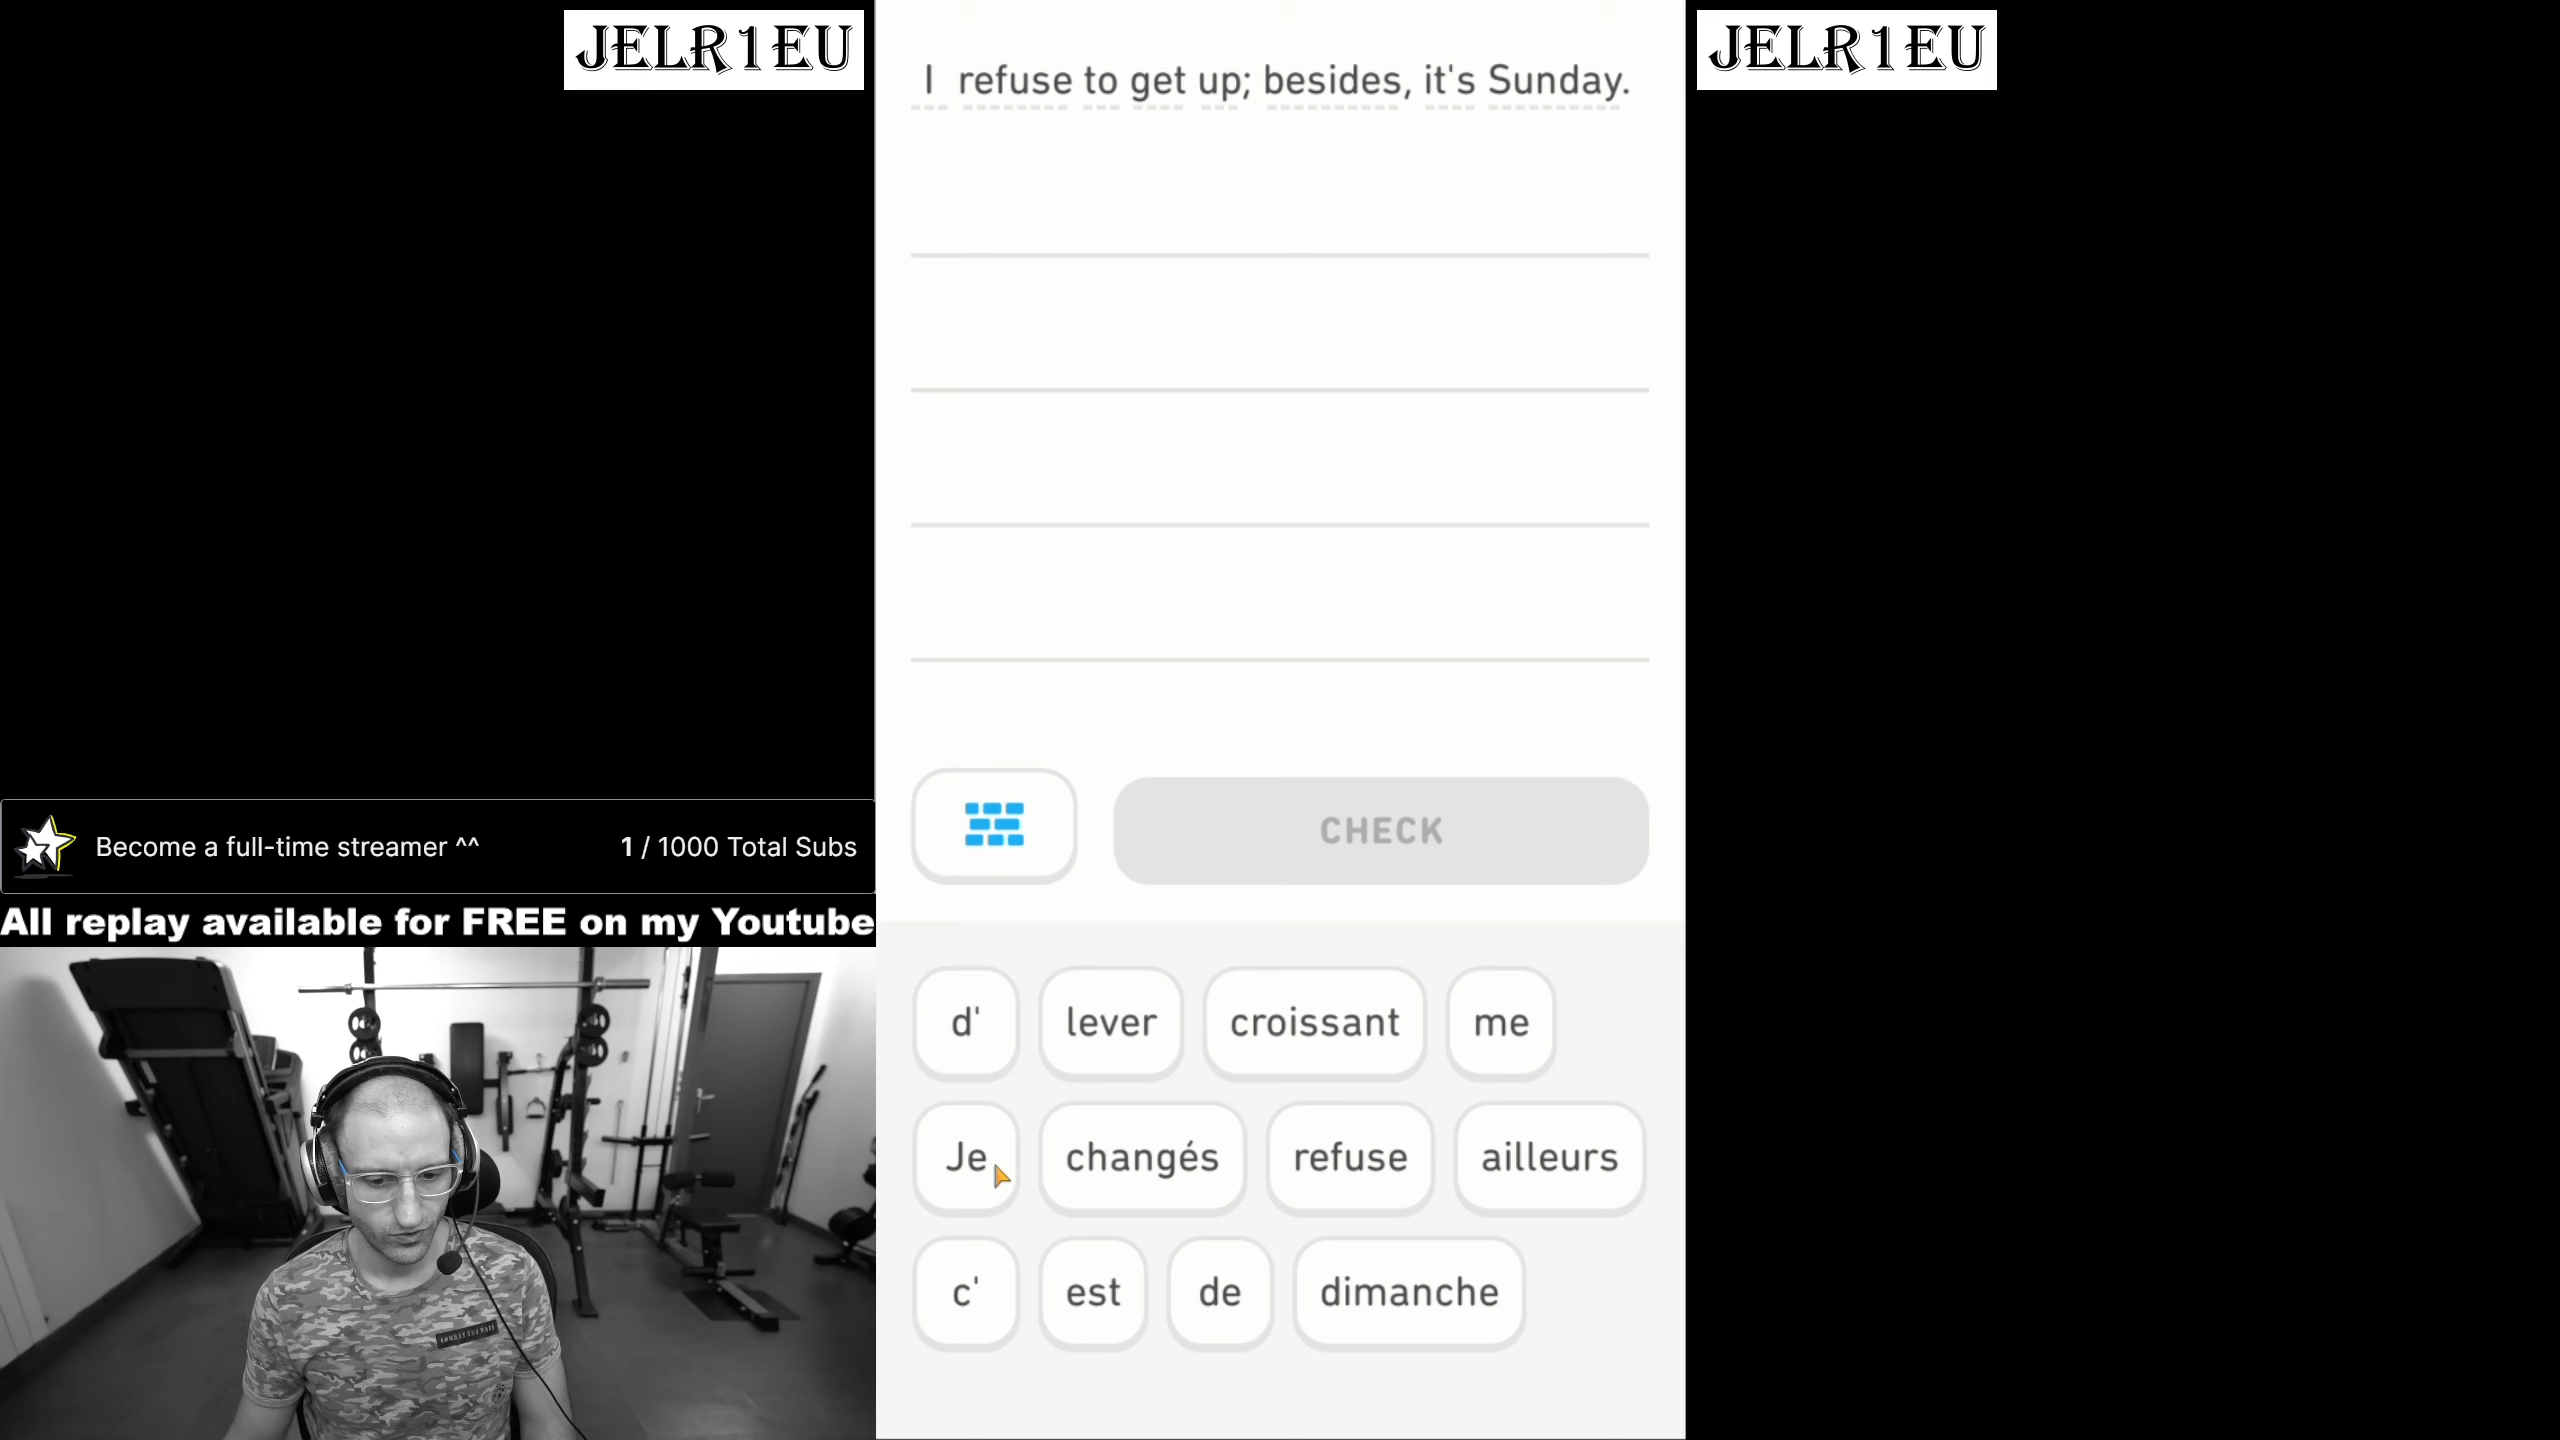 JELR1EU
JELR1EU
I refuse to get up; besides, it's Sunday.
CHECK
d' lever croissant me
Je changés refuse ailleurs
c' est de dimanche
Become a full-time streamer ^^ 1 / 1000 Total Subs
All replay available for FREE on my Youtube